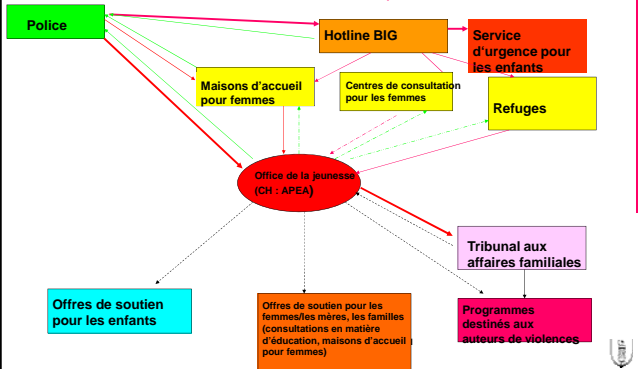 Police
Hotline BIG
Service
d'urgence pour
les enfants
Maisons d'accueil
pour femmes
Centres de consultation
pour les femmes
Refuges
Office de la jeunesse
(CH : APEA)
Tribunal aux
affaires familiales
Offres de soutien
pour les enfants
Offres de soutien pour les
femmes/les mères, les familles
(consultations en matière
d'éducation, maisons d'accueil
pour femmes)
Programmes
destinés aux
auteurs de violences